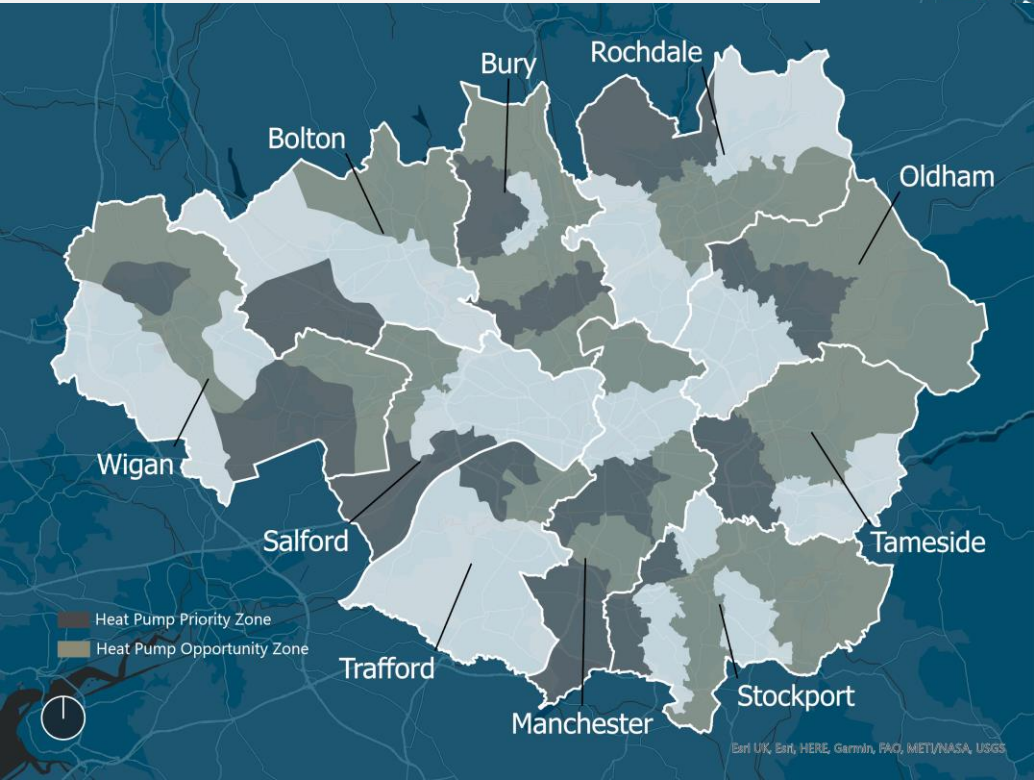 Bury
Rochdale
Bolton
Oldham
Wigan
Salford
Tameside
Heat Pump Priority Zone
Heat Pump Opportunity Zone
Trafford
Stockport
Manchester
Esri UK, Esri, HERE, Garmin, FAO, METI/NASA, USGS